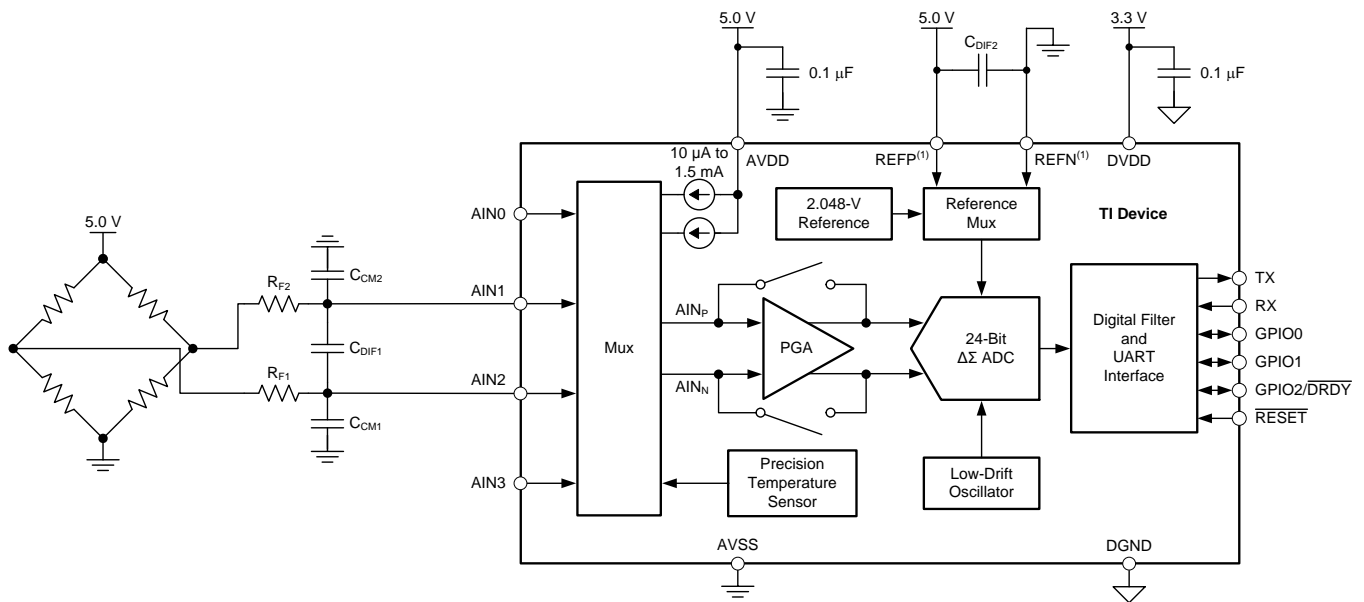 5.0 V
5.0 V
3.3 V
C_DIF2
0.1 µF
0.1 µF
AVDD
REFP(1)
REFN(1)
DVDD
10 µA to
1.5 mA
2.048-V
Reference
Reference
Mux
TI Device
AIN0
5.0 V
R_F2
C_CM2
AIN1
C_DIF1
R_F1
AIN2
C_CM1
AIN3
Mux
AIN_P
PGA
AIN_N
24-Bit
ΔΣ ADC
Digital Filter
and
UART
Interface
TX
RX
GPIO0
GPIO1
GPIO2/DRDY
RESET
Precision
Temperature
Sensor
Low-Drift
Oscillator
AVSS
DGND